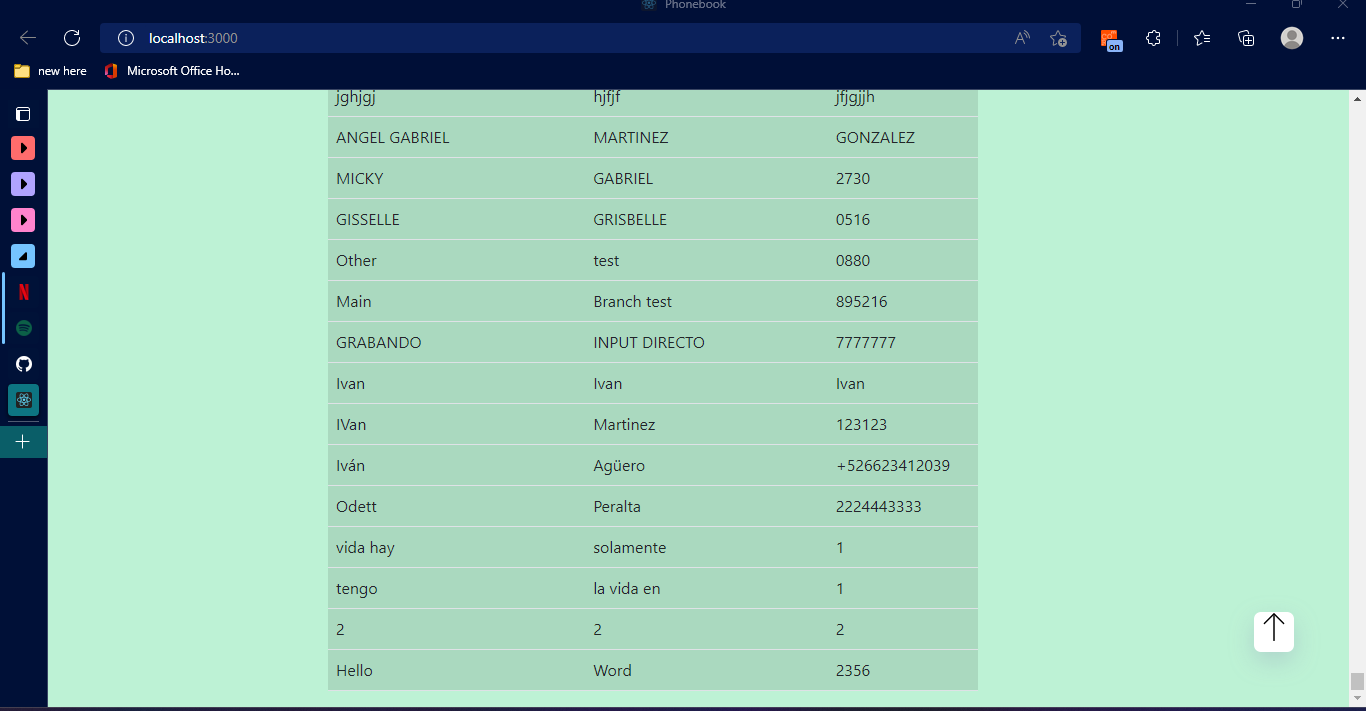 Phonebook
localhost:3000
new here Microsoft Office Ho...
on
jghjgj hjfjf jfjgjjh
ANGEL GABRIEL MARTINEZ GONZALEZ
MICKY GABRIEL 2730
GISSELLE GRISBELLE 0516
Other test 0880
Main Branch test 895216
GRABANDO INPUT DIRECTO 7777777
Ivan Ivan Ivan
IVan Martinez 123123
Iván Agüero +526623412039
Odett Peralta 2224443333
vida hay solamente 1
tengo la vida en 1
2 2 2
Hello Word 2356